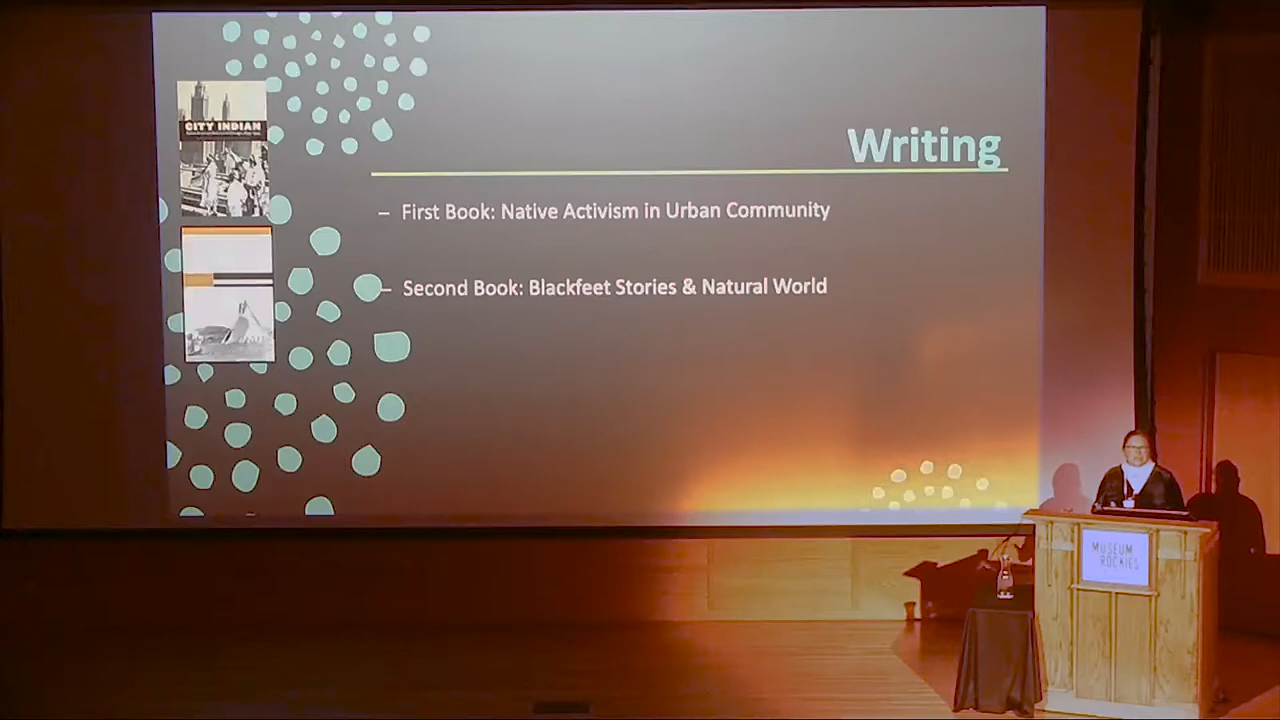 Writing
– First Book: Native Activism in Urban Community
– Second Book: Blackfeet Stories & Natural World
CITY INDIAN
MUSEUM
ROCKIES